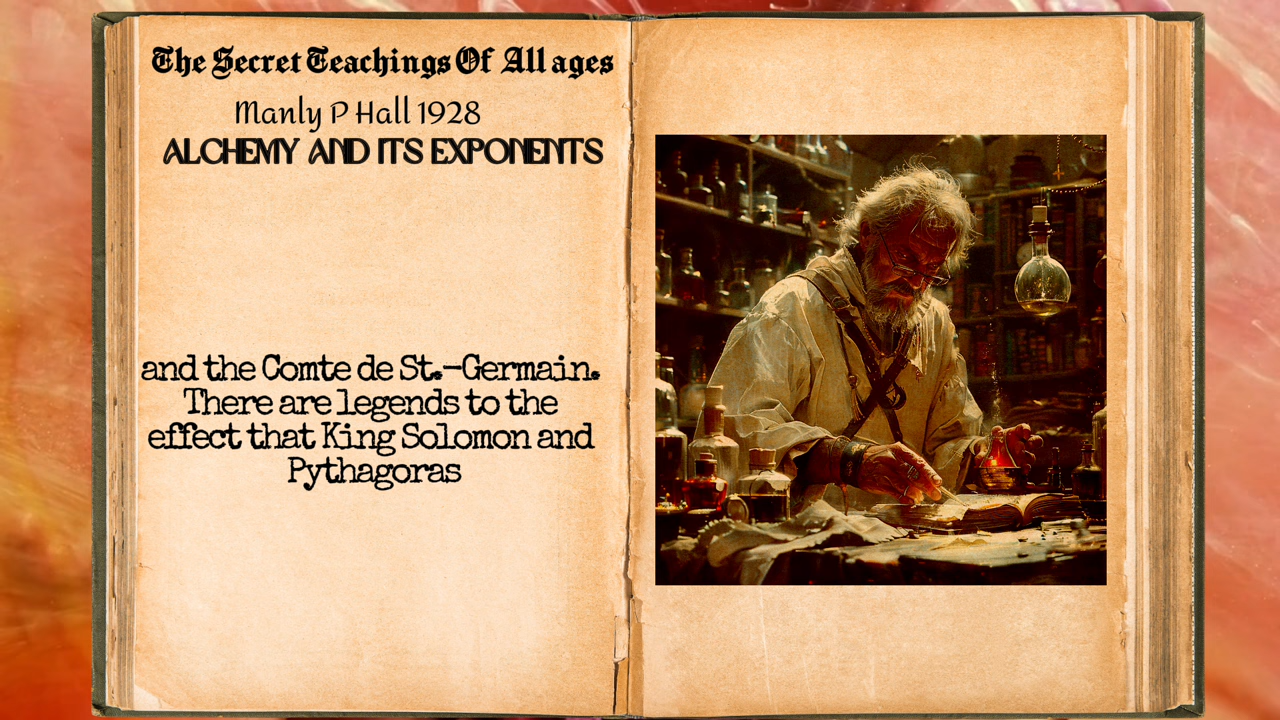 The Secret Teachings Of All ages
Manly P Hall 1928
ALCHEMY AND ITS EXPONENTS
and the Comte de St.-Germain.
There are legends to the
effect that King Solomon and
Pythagoras